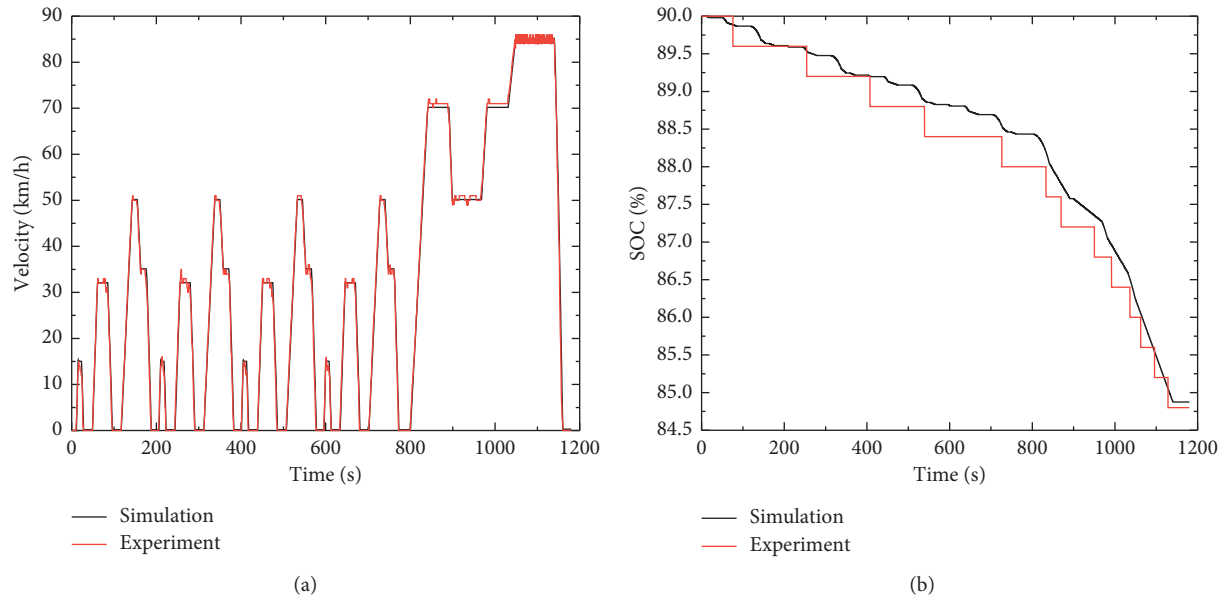 90
80
70
60
50
40
30
20
10
0
Velocity (km/h)
0 200 400 600 800 1000 1200
Time (s)
Simulation
Experiment
(a)
90.0
89.5
89.0
88.5
88.0
87.5
87.0
86.5
86.0
85.5
85.0
84.5
SOC (%)
0 200 400 600 800 1000 1200
Time (s)
Simulation
Experiment
(b)